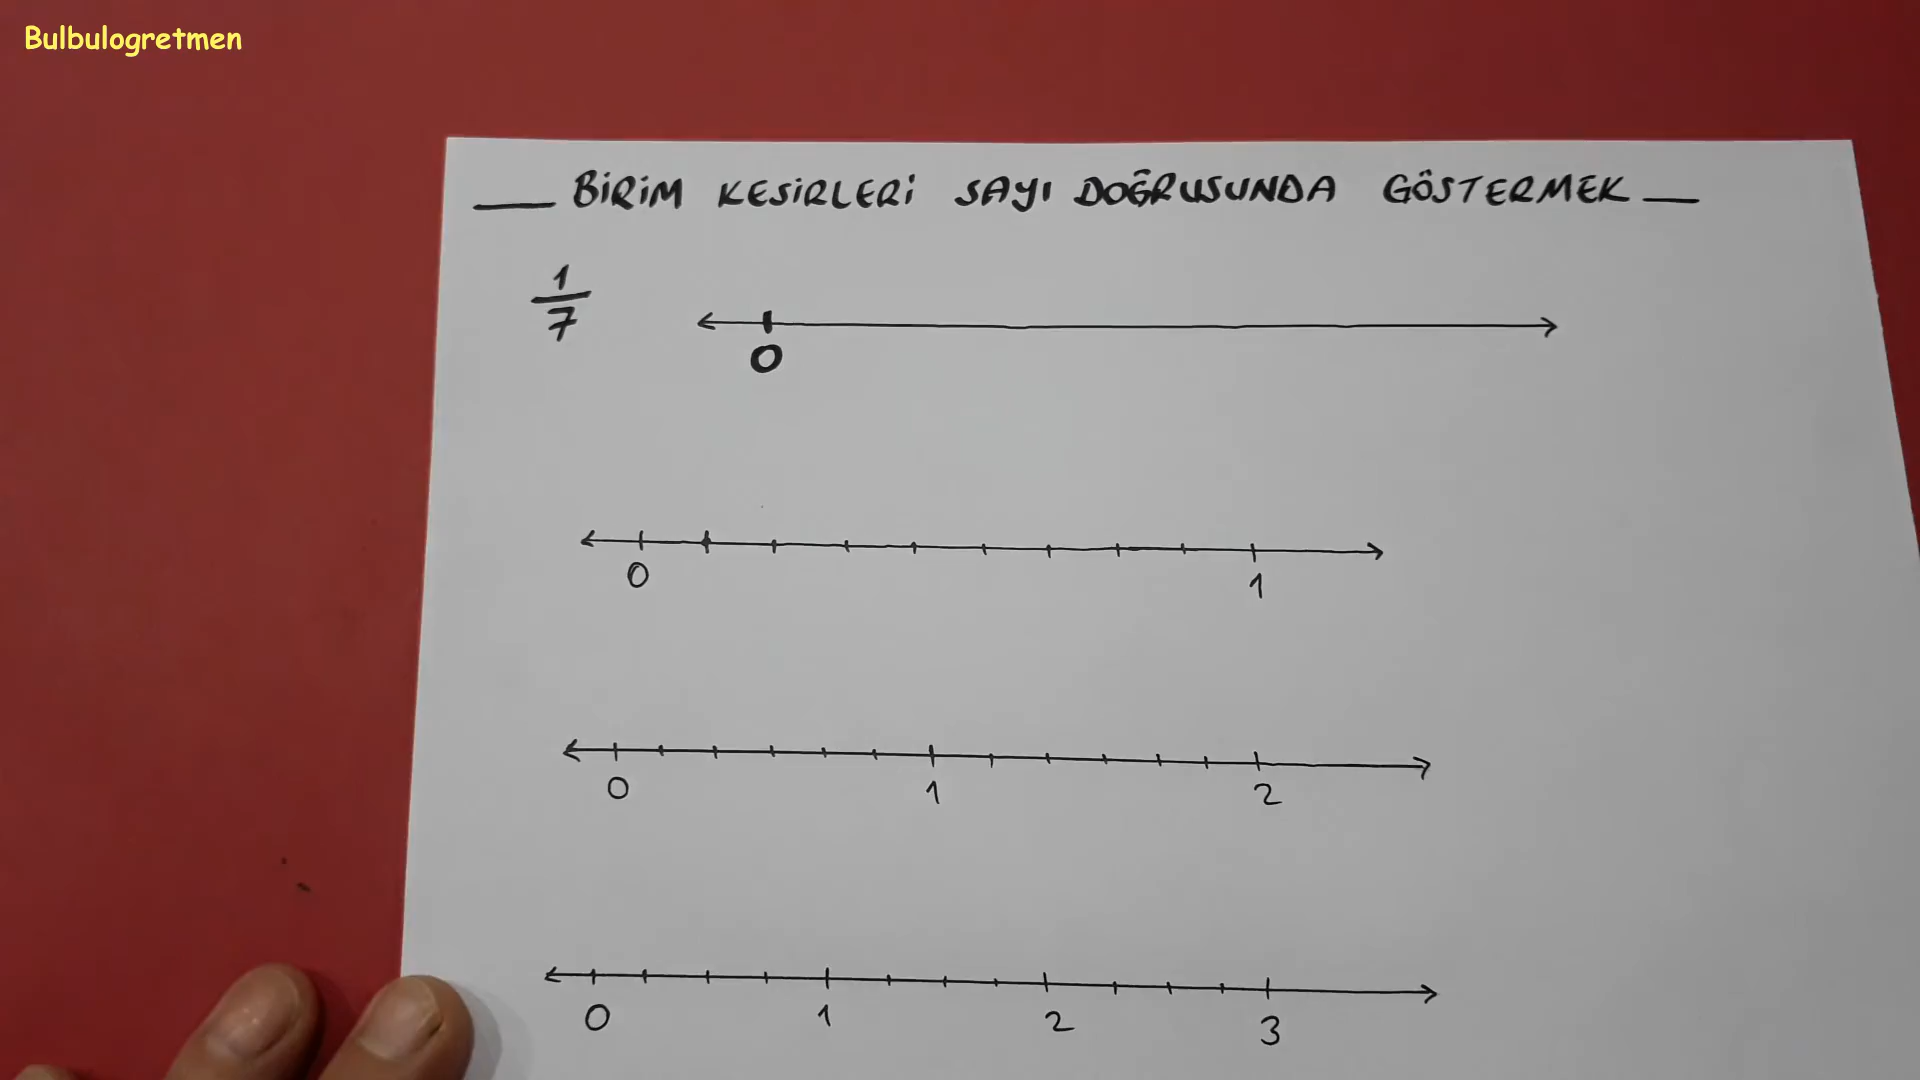 Bulbulogretmen
BİRİM KESİRLERİ SAYI DOĞRUSUNDA GÖSTERMEK
1
7
0
0 1
0 1 2
0 1 2 3